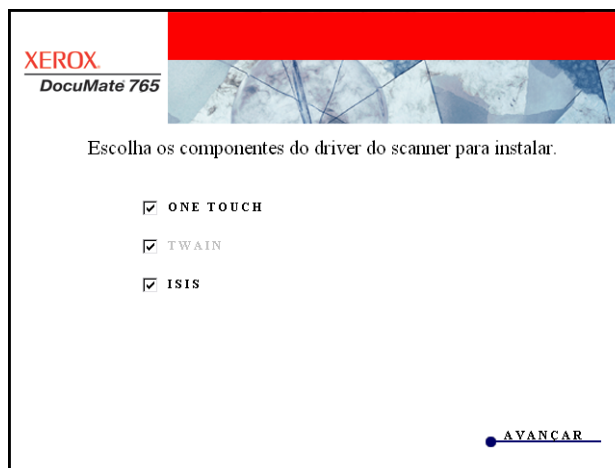 XEROX.
DocuMate 765
Escolha os componentes do driver do scanner para instalar.
ONE TOUCH
TWAIN
ISIS
AVANÇAR